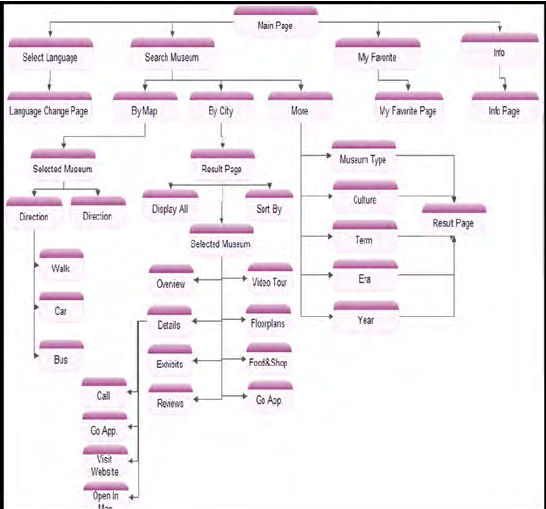 Main Page
Select Language
Search Museum
My Favorite
Info
Language Change Page
By Map
By City
More
My Favrite Page
Info Page
Selected Museum
Result Page
Museum Type
Direction
Direction
Display All
Sort By
Culture
Result Page
Selected Museum
Term
Walk
Overview
Video Tour
Era
Car
Details
Floorplans
Year
Bus
Exhibits
Food&Shop
Call
Reviews
Go App.
Go App.
Visit
Website
Open In
Map